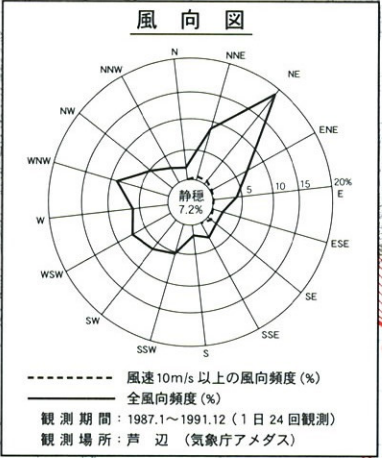 風向図
N
NNW
NNE
NW
NE
WNW
ENE
静穏
7.2%
5
10
15
20%
W
E
WSW
ESE
SW
SE
SSW
SSE
S
風速10m/s以上の風向頻度(%)
全風向頻度(%)
観測期間:1987.1~1991.12(1日24回観測)
観測場所:芦辺 (気象庁アメダス)